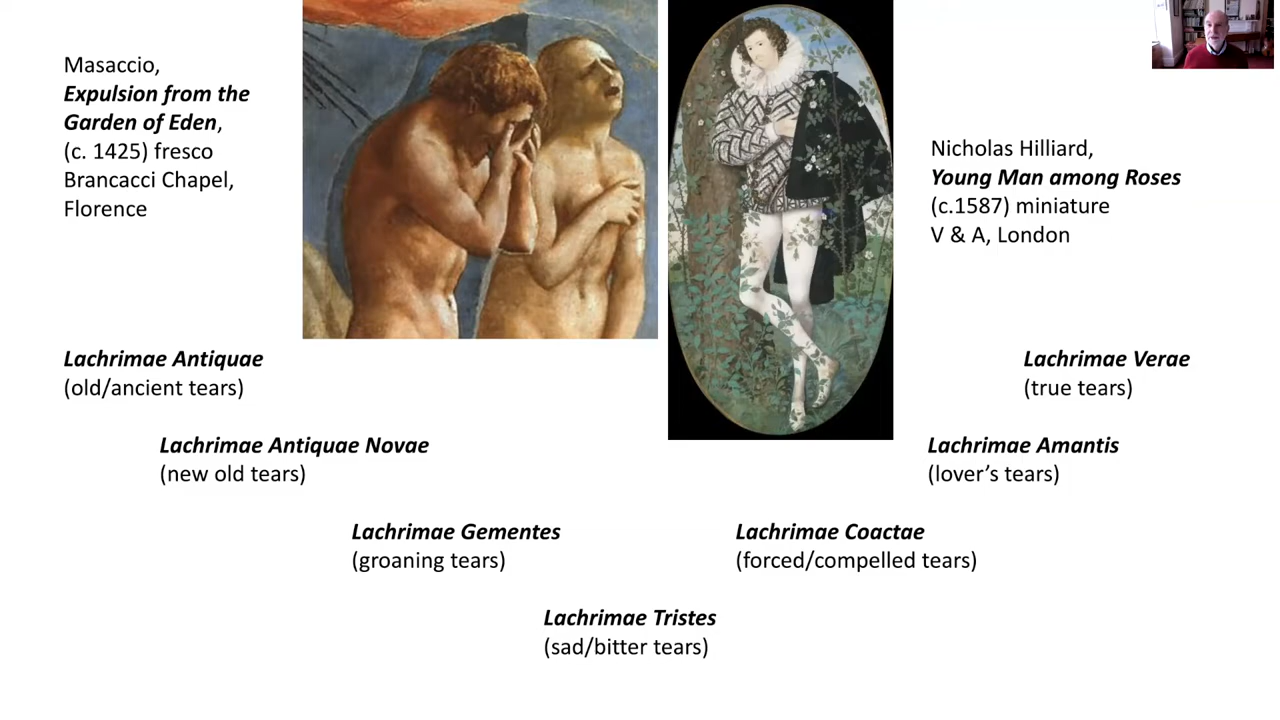 Masaccio,
Expulsion from the
Garden of Eden,
(c. 1425) fresco
Brancacci Chapel,
Florence
Nicholas Hilliard,
Young Man among Roses
(c.1587) miniature
V & A, London
Lachrimae Antiquae
(old/ancient tears)
Lachrimae Antiquae Novae
(new old tears)
Lachrimae Gementes
(groaning tears)
Lachrimae Tristes
(sad/bitter tears)
Lachrimae Coactae
(forced/compelled tears)
Lachrimae Amantis
(lover’s tears)
Lachrimae Verae
(true tears)